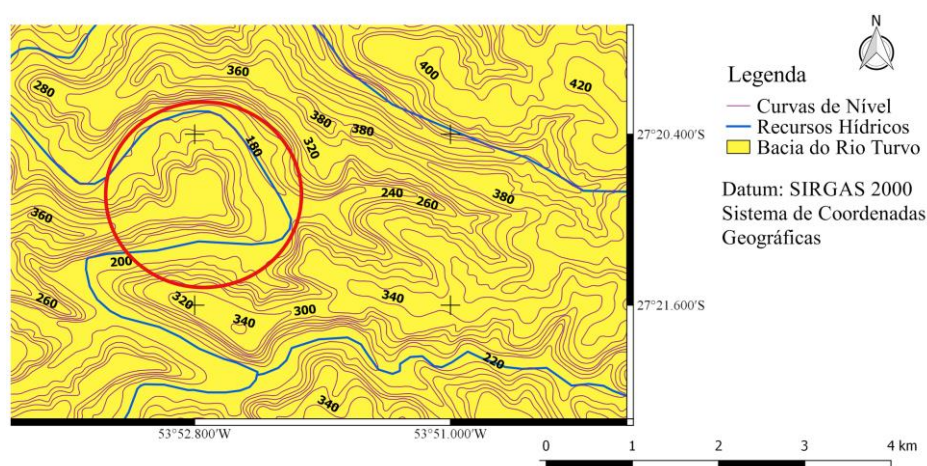 N
360
400
420
280
380
380
180
320
27°20.400'S
240
260
380
360
200
260
320
340
300
340
27°21.600'S
220
340
53°52.800'W
53°51.000'W
Legenda
Curvas de Nível
Recursos Hídricos
Bacia do Rio Turvo
Datum: SIRGAS 2000
Sistema de Coordenadas
Geográficas
0 1 2 3 4 km